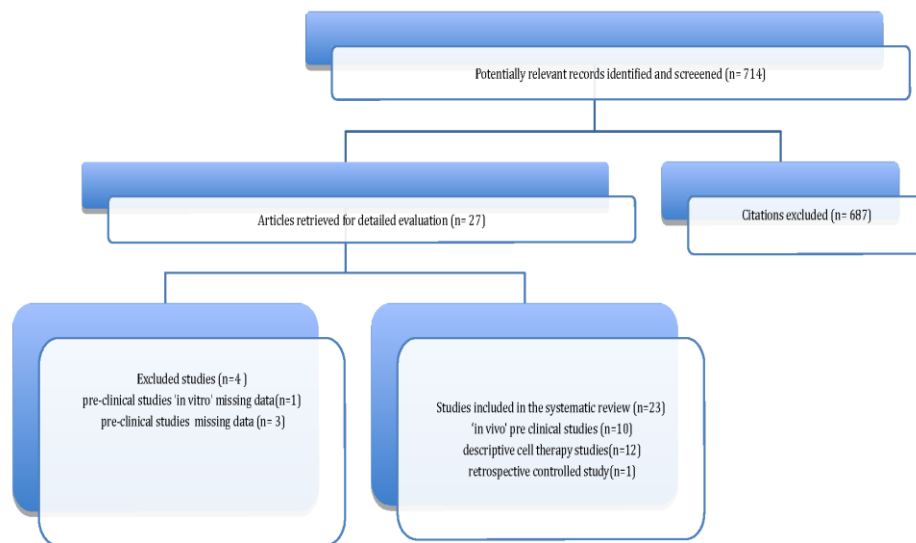 Potentially relevant records identified and screeened (n= 714)
Articles retrieved for detailed evaluation (n= 27)
Citations excluded (n= 687)
Excluded studies (n=4 )
pre-clinical studies 'in vitro' missing data(n=1)
pre-clinical studies missing data (n= 3)
Studies included in the systematic review (n=23)
'in vivo' pre clinical studies (n=10)
descriptive cell therapy studies(n=12)
retrospective controlled study(n=1)